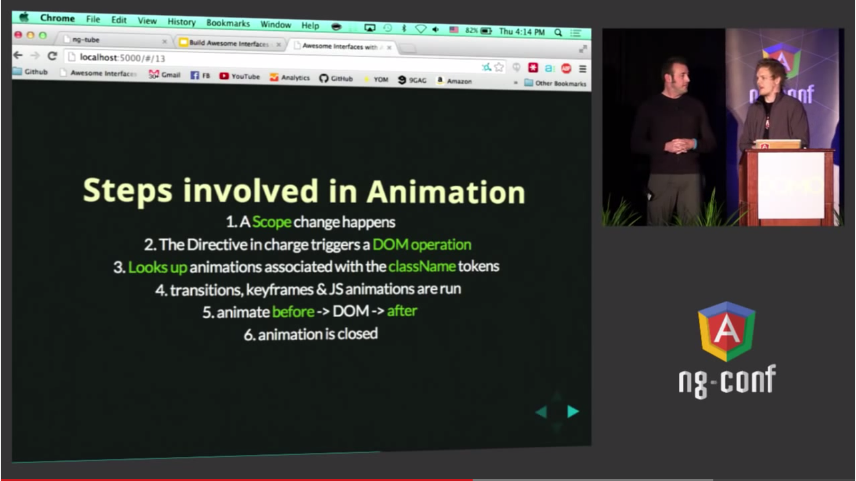 Chrome File Edit View History Bookmarks Window Help 82% Thu 4:14 PM
ng-tube Build Awesome Interfaces Awesome Interfaces with
localhost:5000/#/13
Github Awesome Interfaces Gmail FB YouTube Analytics GitHub YOM 9GAG Amazon » Other Bookmarks
Steps involved in Animation
1. A Scope change happens
2. The Directive in charge triggers a DOM operation
3. Looks up animations associated with the className tokens
4. transitions, keyframes & JS animations are run
5. animate before -> DOM -> after
6. animation is closed
ng-conf
A
ng-conf